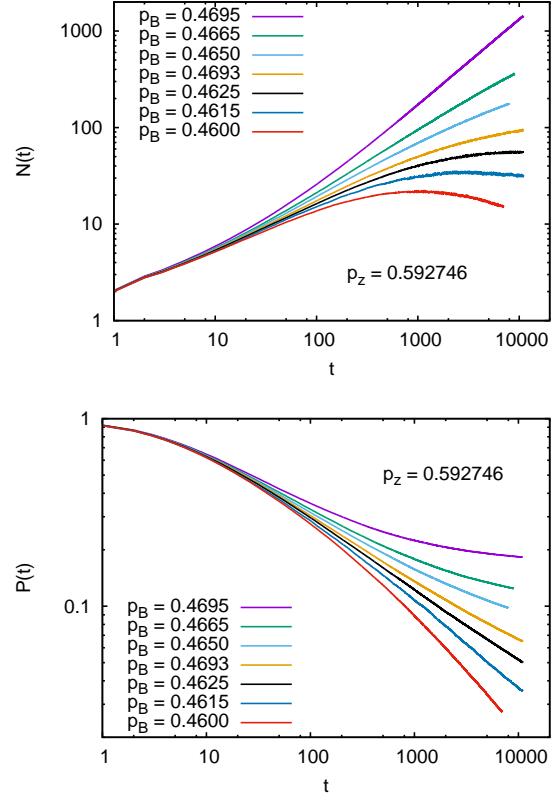 1000
100
10
1
N(t)
p_B = 0.4695
p_B = 0.4665
p_B = 0.4650
p_B = 0.4693
p_B = 0.4625
p_B = 0.4615
p_B = 0.4600
p_z = 0.592746
1 10 100 1000 10000
t
1
0.1
P(t)
p_z = 0.592746
p_B = 0.4695
p_B = 0.4665
p_B = 0.4650
p_B = 0.4693
p_B = 0.4625
p_B = 0.4615
p_B = 0.4600
1 10 100 1000 10000
t